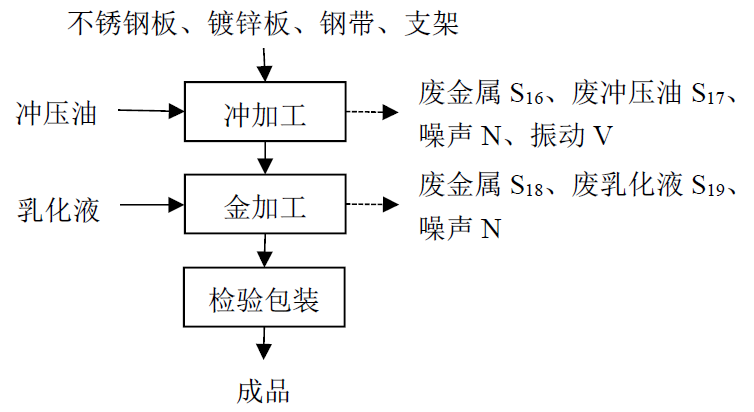 不锈钢板、镀锌板、钢带、支架
冲压油
冲加工
废金属 S16、废冲压油 S17、
噪声 N、振动 V
乳化液
金加工
废金属 S18、废乳化液 S19、
噪声 N
检验包装
成品